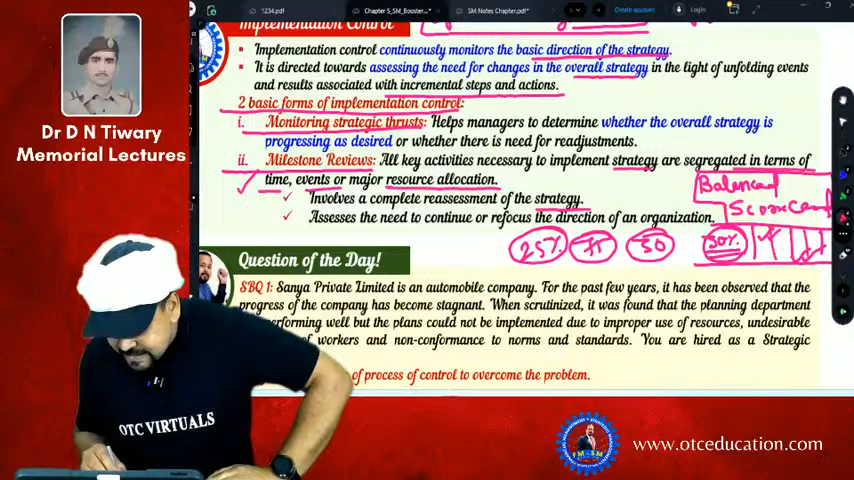 1234.pdf
Chapter 5_SM_Booster...*
SM Notes Chapter.pdf*
Create account
Login
Implementation Control
Implementation control continuously monitors the basic direction of the strategy.
It is directed towards assessing the need for changes in the overall strategy in the light of unfolding events
and results associated with incremental steps and actions.
2 basic forms of implementation control:
i. Monitoring strategic thrusts: Helps managers to determine whether the overall strategy is
progressing as desired or whether there is need for readjustments.
ii. Milestone Reviews: All key activities necessary to implement strategy are segregated in terms of
time, events or major resource allocation.
Involves a complete reassessment of the strategy.
Assesses the need to continue or refocus the direction of an organization.
Balanced
Scorecard
25%
50
50%
Dr D N Tiwary
Memorial Lectures
Question of the Day!
SBQ 1: Sanya Private Limited is an automobile company. For the past few years, it has been observed that the
progress of the company has become stagnant. When scrutinized, it was found that the planning department
performing well but the plans could not be implemented due to improper use of resources, undesirable
of workers and non-conformance to norms and standards. You are hired as a Strategic
of process of control to overcome the problem.
OTC VIRTUALS
FM-SM
www.otceducation.com